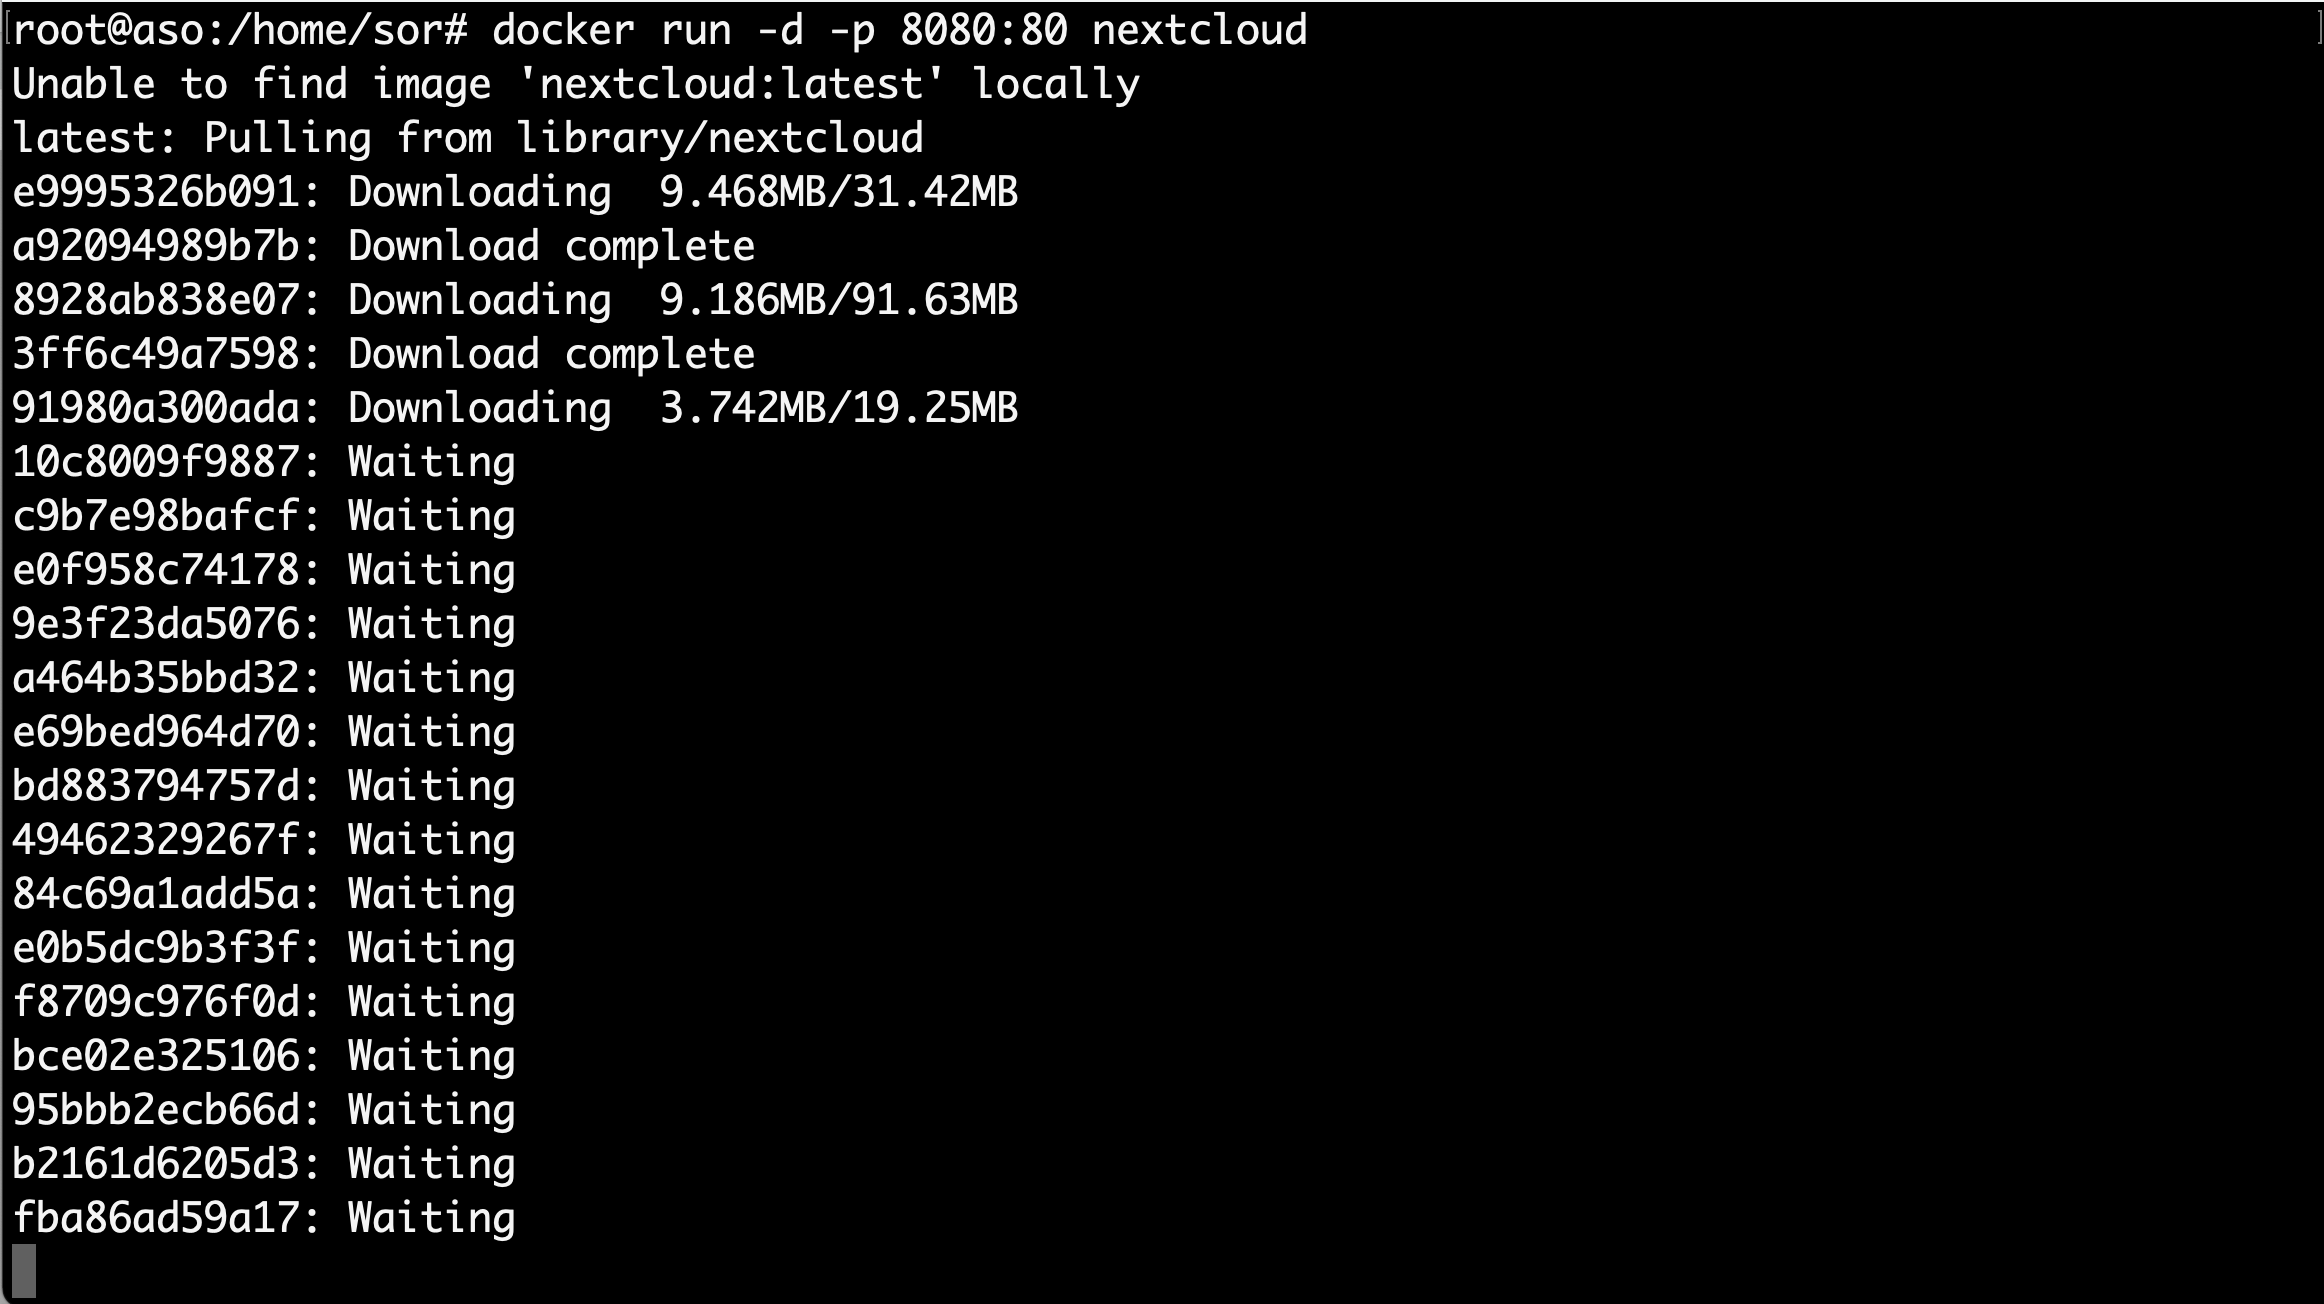 root@aso:/home/sor# docker run -d -p 8080:80 nextcloud
Unable to find image 'nextcloud:latest' locally
latest: Pulling from library/nextcloud
e9995326b091: Downloading  9.468MB/31.42MB
a92094989b7b: Download complete
8928ab838e07: Downloading  9.186MB/91.63MB
3ff6c49a7598: Download complete
91980a300ada: Downloading  3.742MB/19.25MB
10c8009f9887: Waiting
c9b7e98bafcf: Waiting
e0f958c74178: Waiting
9e3f23da5076: Waiting
a464b35bbd32: Waiting
e69bed964d70: Waiting
bd883794757d: Waiting
49462329267f: Waiting
84c69a1add5a: Waiting
e0b5dc9b3f3f: Waiting
f8709c976f0d: Waiting
bce02e325106: Waiting
95bbb2ecb66d: Waiting
b2161d6205d3: Waiting
fba86ad59a17: Waiting